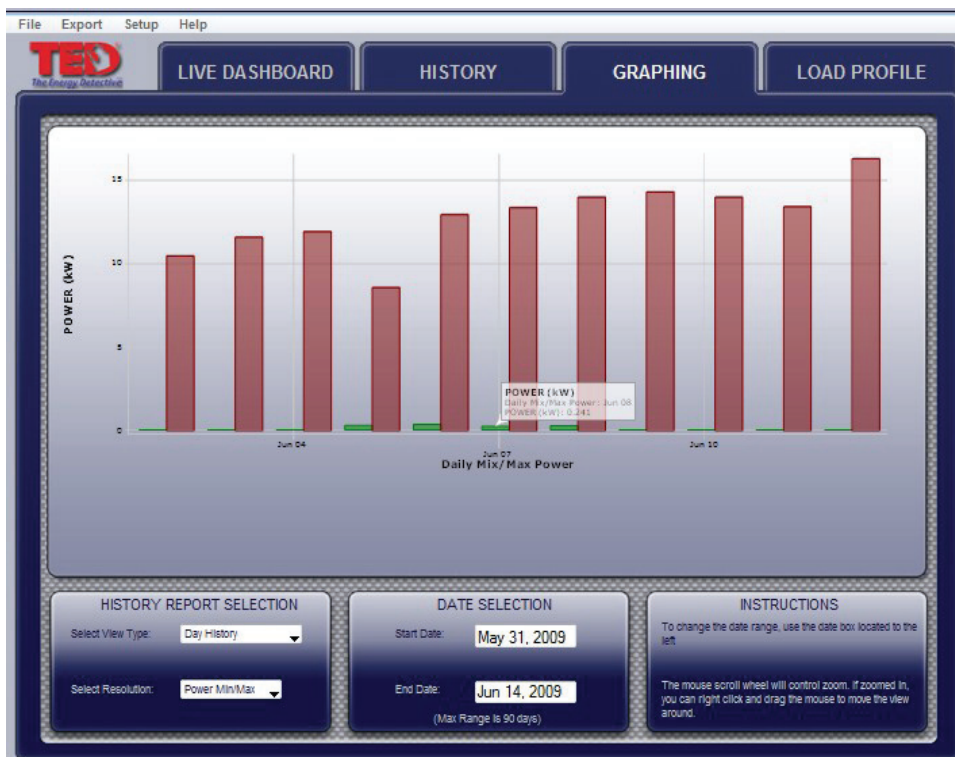 File Export Setup Help
TED
The Energy Detective
LIVE DASHBOARD
HISTORY
GRAPHING
LOAD PROFILE
POWER (kW)
15
10
5
0
POWER (kW)
Daily Mix/Max Power: Jun 08
POWER (kW): 0.241
Jun 04
Jun 07
Jun 10
Daily Mix/Max Power
HISTORY REPORT SELECTION
Select View Type: Day History
Select Resolution: Power Min/Max
DATE SELECTION
Start Date: May 31, 2009
End Date: Jun 14, 2009
(Max Range is 90 days)
INSTRUCTIONS
To change the date range, use the date box located to the
left
The mouse scroll wheel will control zoom. If zoomed in,
you can right click and drag the mouse to move the view
around.